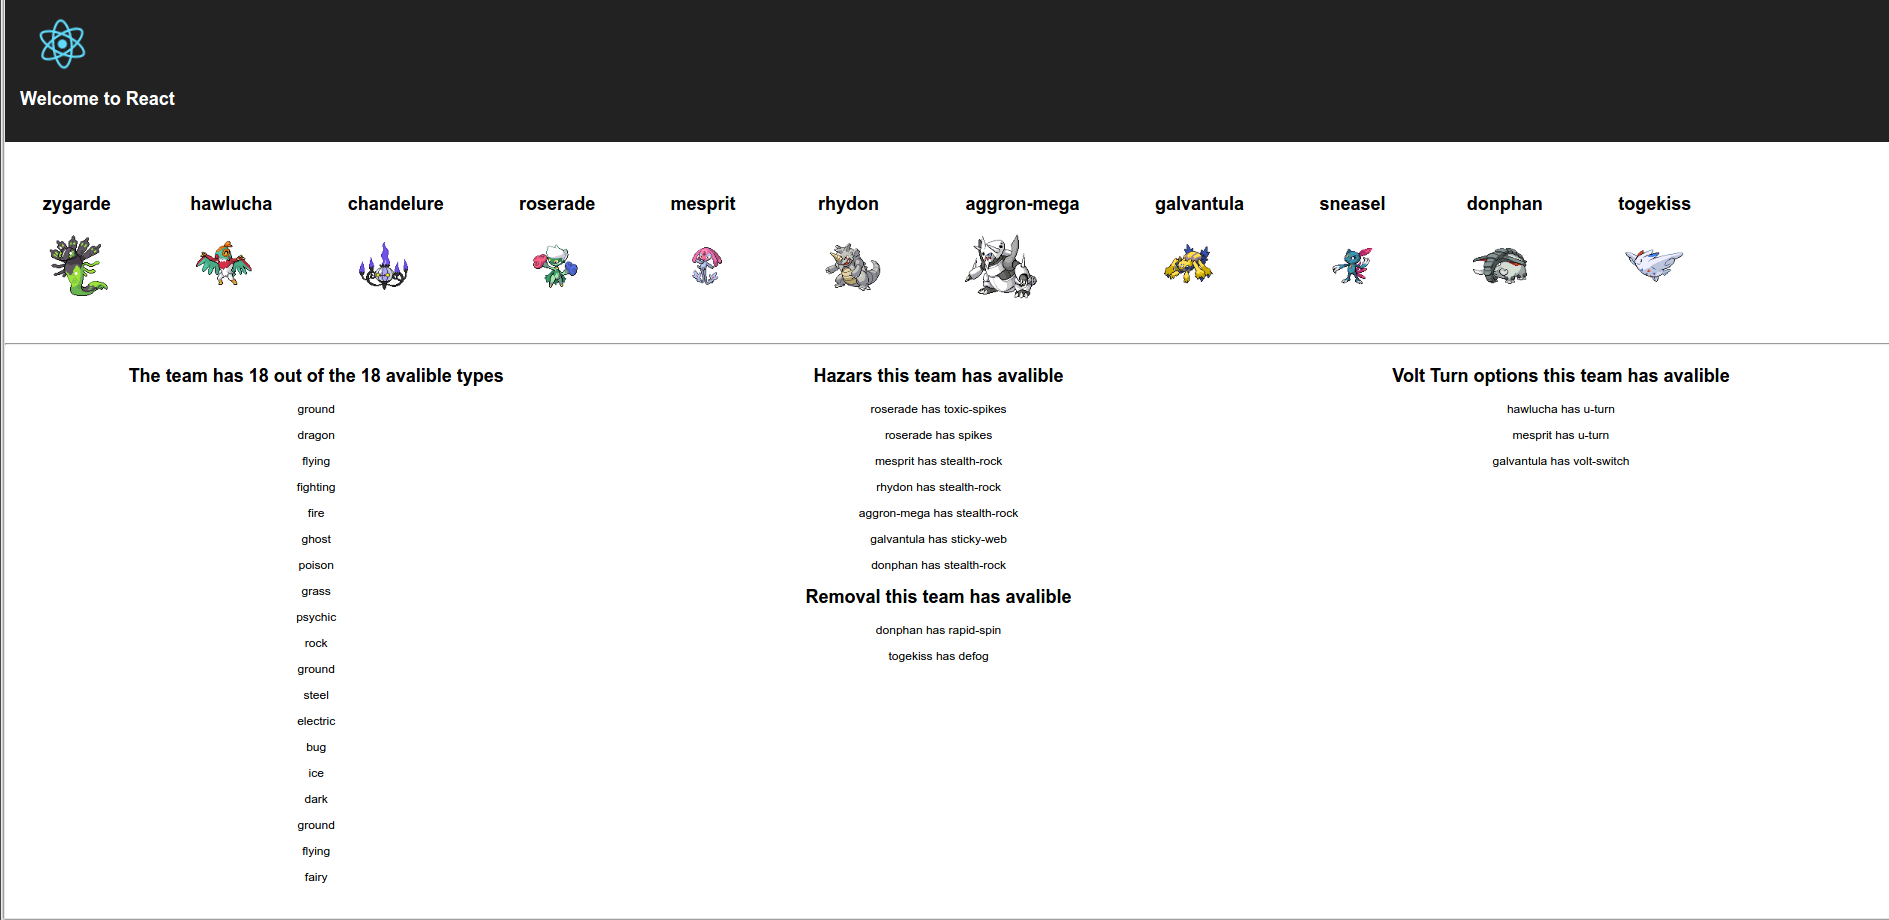 Welcome to React
zygarde hawlucha chandelure roserade mesprit rhydon aggron-mega galvantula sneasel donphan togekiss
The team has 18 out of the 18 avalible types
ground
dragon
flying
fighting
fire
ghost
poison
grass
psychic
rock
ground
steel
electric
bug
ice
dark
ground
flying
fairy
Hazars this team has avalible
roserade has toxic-spikes
roserade has spikes
mesprit has stealth-rock
rhydon has stealth-rock
aggron-mega has stealth-rock
galvantula has sticky-web
donphan has stealth-rock
Removal this team has avalible
donphan has rapid-spin
togekiss has defog
Volt Turn options this team has avalible
hawlucha has u-turn
mesprit has u-turn
galvantula has volt-switch